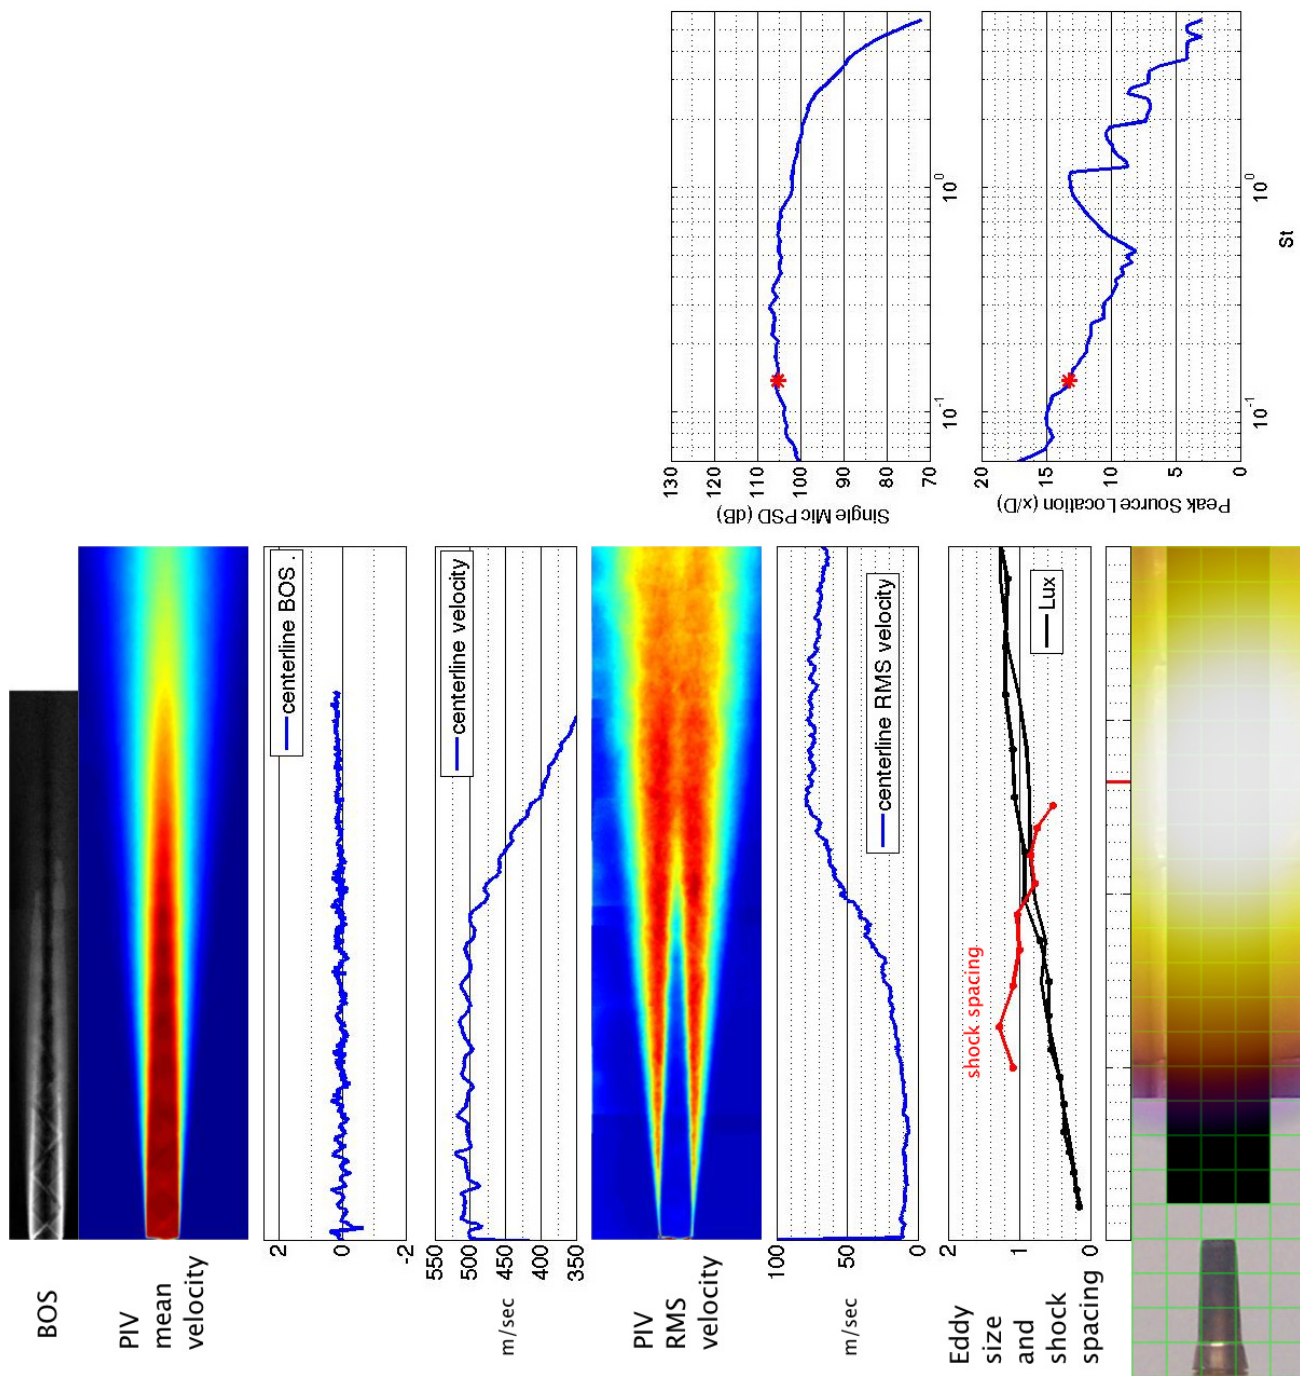 BOS
PIV
mean
velocity
centerline BOS.
2
0
-2
centerline velocity
550
500
450
400
350
m/sec
PIV
RMS
velocity
centerline RMS velocity
100
50
0
m/sec
Eddy
size
and
shock
spacing
shock spacing
Lux
2
1
0
130
120
110
100
90
80
70
Single Mic PSD (dB)
10-1
100
20
15
10
5
0
Peak Source Location (x/D)
10-1
100
St